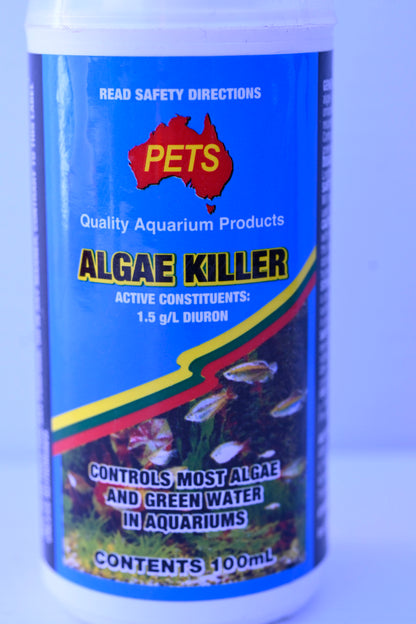 READ SAFETY DIRECTIONS
PETS
Quality Aquarium Products
ALGAE KILLER
ACTIVE CONSTITUENTS:
1.5 g/L DIURON
CONTROLS MOST ALGAE
AND GREEN WATER
IN AQUARIUMS
CONTENTS 100mL